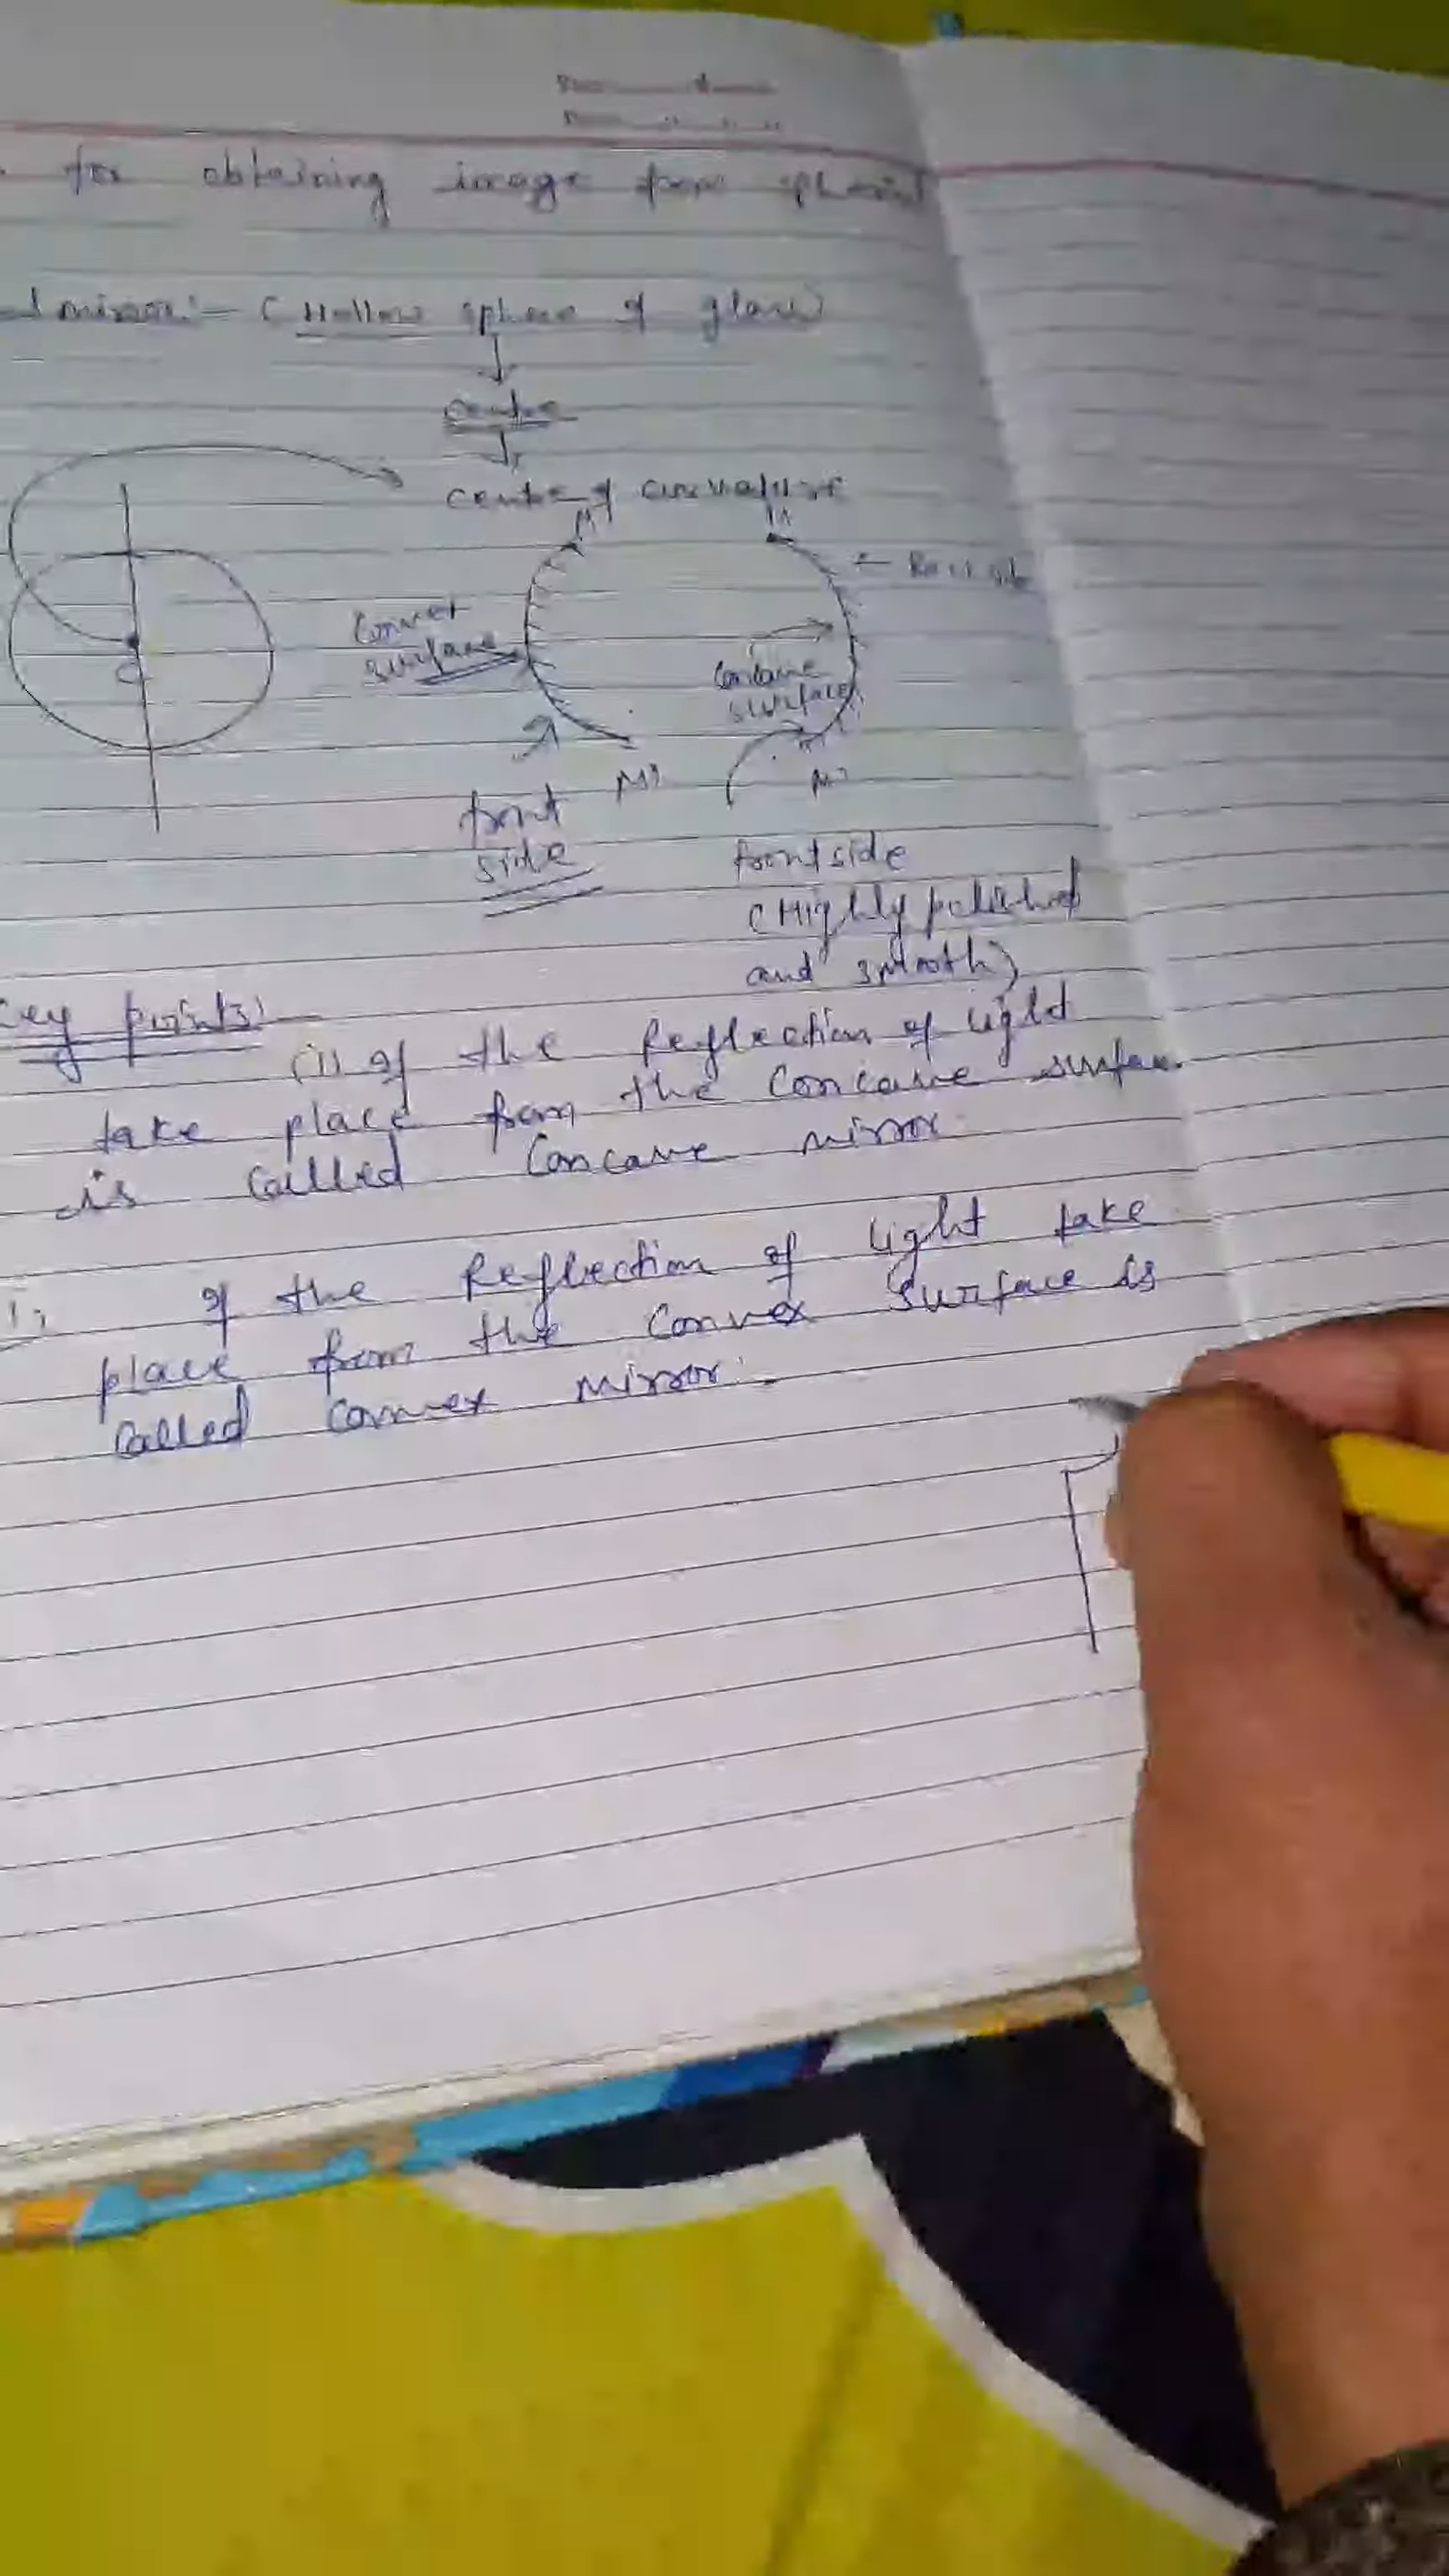 for obtaining image from spherical
mirror:- (Hollow sphere of glass)
centre
centre of curvature
M
M
← Back side
Convex
surface
Concave
surface
M'
M'
front
side
frontside
(Highly polished
and smooth)
C
key points:-
(i) If the Reflection of light
take place from the concave surface
is called Concave mirror.
If the Reflection of light take
place from the Convex surface is
Called Convex mirror.